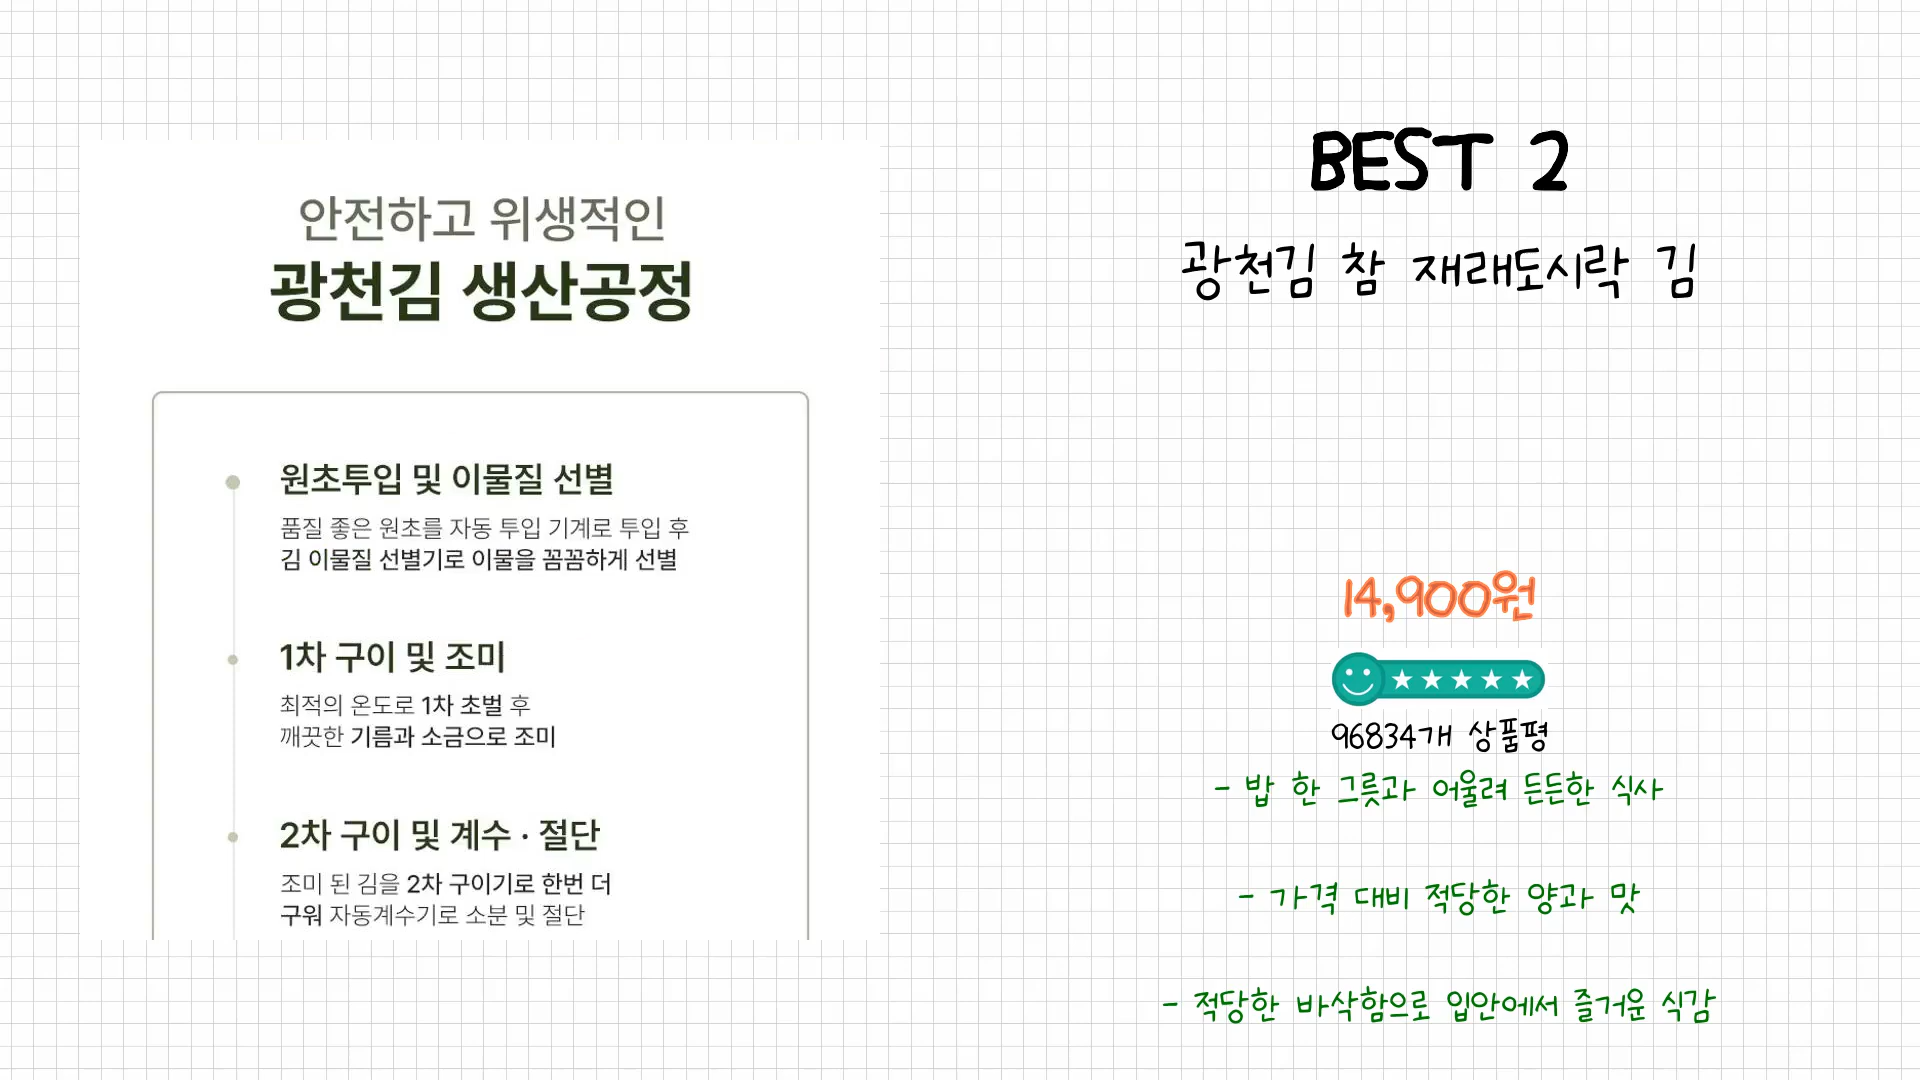 안전하고 위생적인
광천김 생산공정
원초투입 및 이물질 선별
품질 좋은 원초를 자동 투입 기계로 투입 후
김 이물질 선별기로 이물을 꼼꼼하게 선별
1차 구이 및 조미
최적의 온도로 1차 초벌 후
깨끗한 기름과 소금으로 조미
2차 구이 및 계수 · 절단
조미 된 김을 2차 구이기로 한번 더
구워 자동계수기로 소분 및 절단
BEST 2
광천김 참 재래도시락 김
14,900원
96834개 상품평
- 밥 한 그릇과 어울려 든든한 식사
- 가격 대비 적당한 양과 맛
- 적당한 바삭함으로 입안에서 즐거운 식감